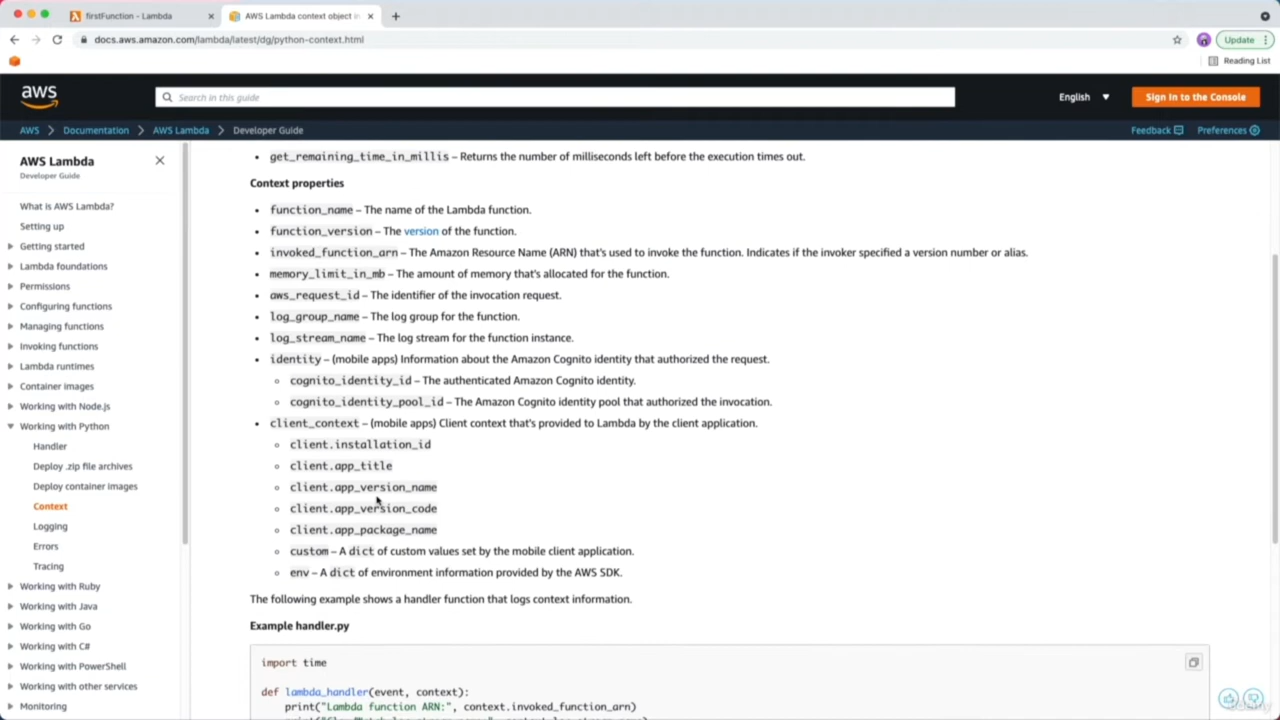 firstFunction - Lambda
AWS Lambda context object in
docs.aws.amazon.com/lambda/latest/dg/python-context.html
Update
Reading List
aws
Search in this guide
English
Sign In to the Console
AWS > Documentation > AWS Lambda > Developer Guide
Feedback
Preferences
AWS Lambda
Developer Guide
What is AWS Lambda?
Setting up
Getting started
Lambda foundations
Permissions
Configuring functions
Managing functions
Invoking functions
Lambda runtimes
Container images
Working with Node.js
Working with Python
Handler
Deploy .zip file archives
Deploy container images
Context
Logging
Errors
Tracing
Working with Ruby
Working with Java
Working with Go
Working with C#
Working with PowerShell
Working with other services
Monitoring
get_remaining_time_in_millis – Returns the number of milliseconds left before the execution times out.
Context properties
function_name – The name of the Lambda function.
function_version – The version of the function.
invoked_function_arn – The Amazon Resource Name (ARN) that's used to invoke the function. Indicates if the invoker specified a version number or alias.
memory_limit_in_mb – The amount of memory that's allocated for the function.
aws_request_id – The identifier of the invocation request.
log_group_name – The log group for the function.
log_stream_name – The log stream for the function instance.
identity – (mobile apps) Information about the Amazon Cognito identity that authorized the request.
cognito_identity_id – The authenticated Amazon Cognito identity.
cognito_identity_pool_id – The Amazon Cognito identity pool that authorized the invocation.
client_context – (mobile apps) Client context that's provided to Lambda by the client application.
client.installation_id
client.app_title
client.app_version_name
client.app_version_code
client.app_package_name
custom – A dict of custom values set by the mobile client application.
env – A dict of environment information provided by the AWS SDK.
The following example shows a handler function that logs context information.
Example handler.py
import time
def lambda_handler(event, context):
print("Lambda function ARN:", context.invoked_function_arn)